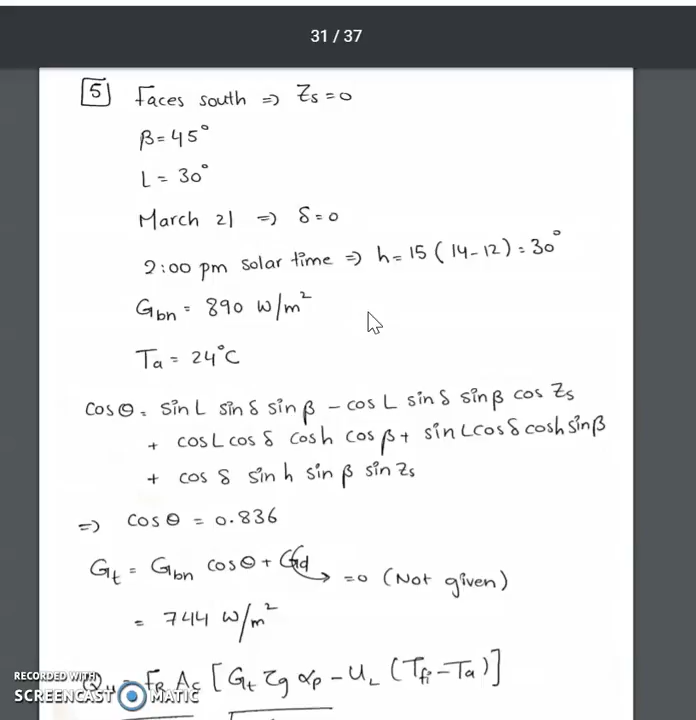 31 / 37
5 Faces south => Zs = 0
β = 45°
L = 30°
March 21 => δ = 0
2:00 pm solar time => h = 15 (14 - 12) = 30°
Gbn = 890 W/m²
Ta = 24°C
cos θ = sin L sin δ sin β - cos L sin δ sin β cos Zs
+ cos L cos δ cos h cos β + sin L cos δ cos h sin β
+ cos δ sin h sin β sin Zs
=> cos θ = 0.836
Gt = Gbn cos θ + Gd → = 0 (Not given)
= 744 W/m²
= FR Ac [Gt τg αp - UL (Tfi - Ta)]
RECORDED WITH
SCREENCAST MATIC